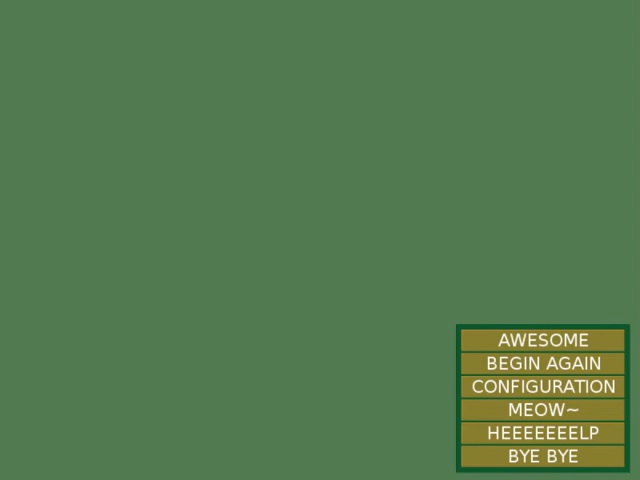 AWESOME
BEGIN AGAIN
CONFIGURATION
MEOW~
HEEEEEEELP
BYE BYE